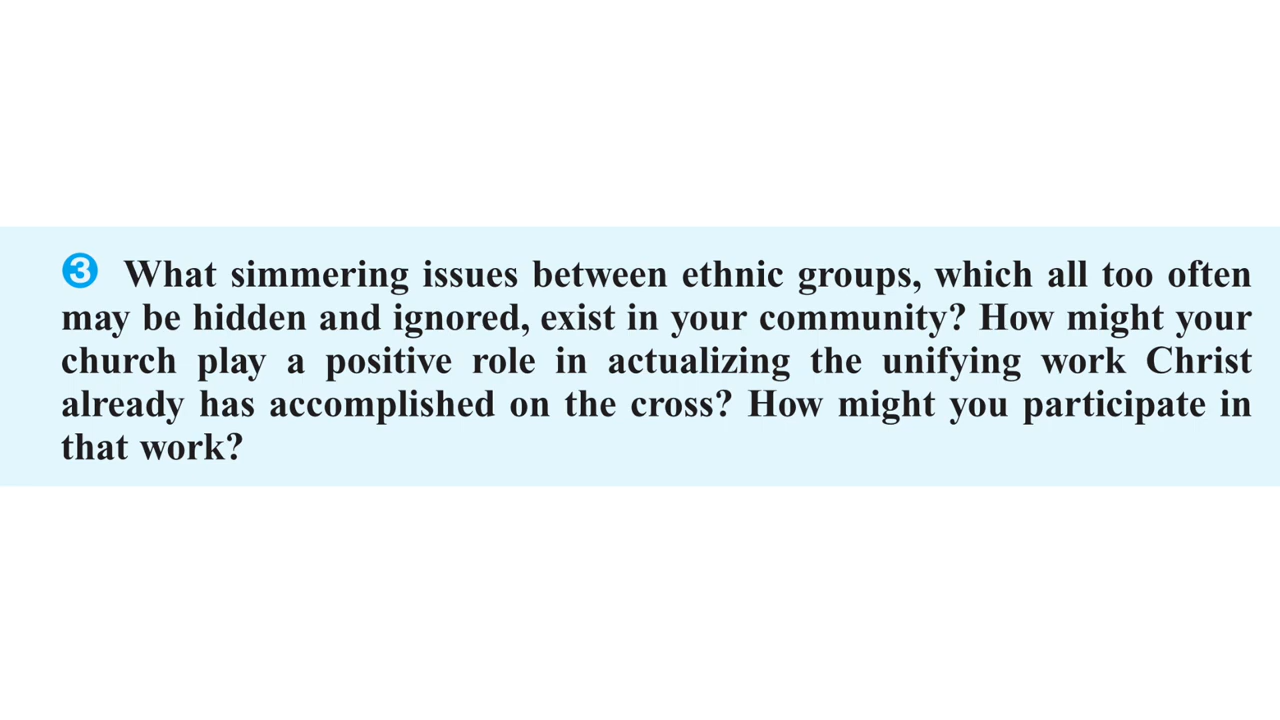 3 What simmering issues between ethnic groups, which all too often
may be hidden and ignored, exist in your community? How might your
church play a positive role in actualizing the unifying work Christ
already has accomplished on the cross? How might you participate in
that work?